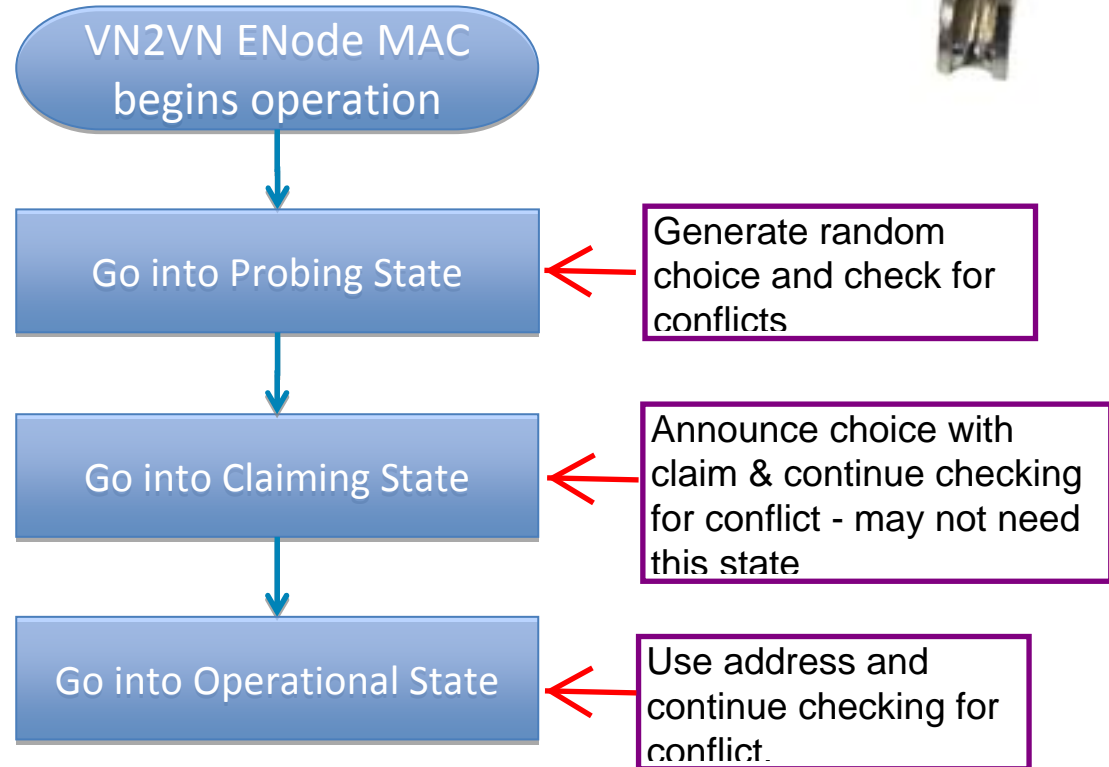 VN2VN ENode MAC
begins operation
Go into Probing State
Generate random
choice and check for
conflicts
Go into Claiming State
Announce choice with
claim & continue checking
for conflict - may not need
this state
Go into Operational State
Use address and
continue checking for
conflict.